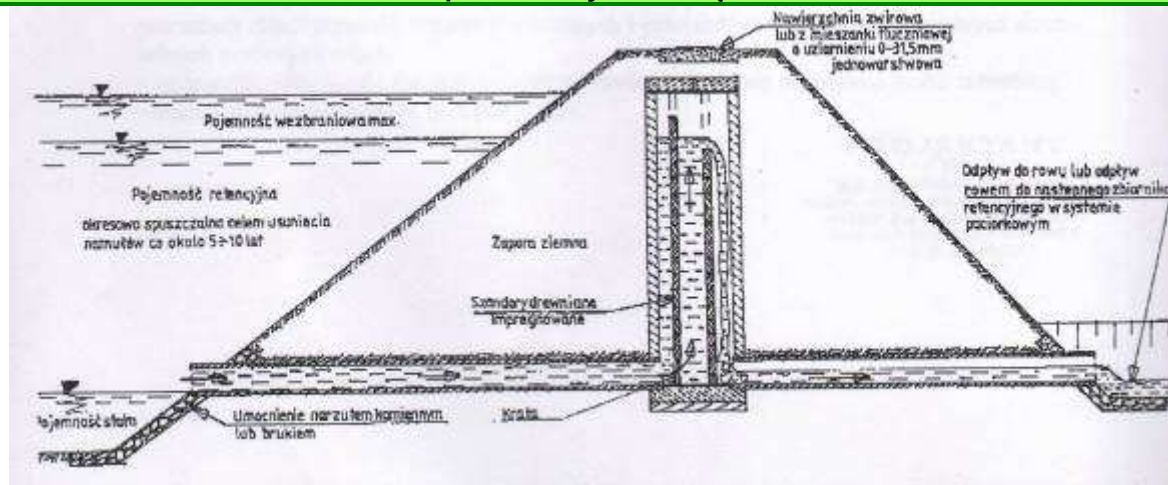 Nawierzchnia żwirowa
lub z mieszanki tłuczniowej
o uziarnieniu 0-31,5mm
jednowarstwowa
Pojemność wezbraniowa max.
Pojemność retencyjna
okresowo spuszczalna celem usunięcia
namułów co około 5÷10 lat
Zapora ziemna
Odpływ do rowu lub odpływ
rowem do następnego zbiornika
retencyjnego w systemie
paciorkowym
Szandory drewniane
impregnowane
Pojemność stała
Umocnienie narzutem kamiennym
lub brukiem
Krata